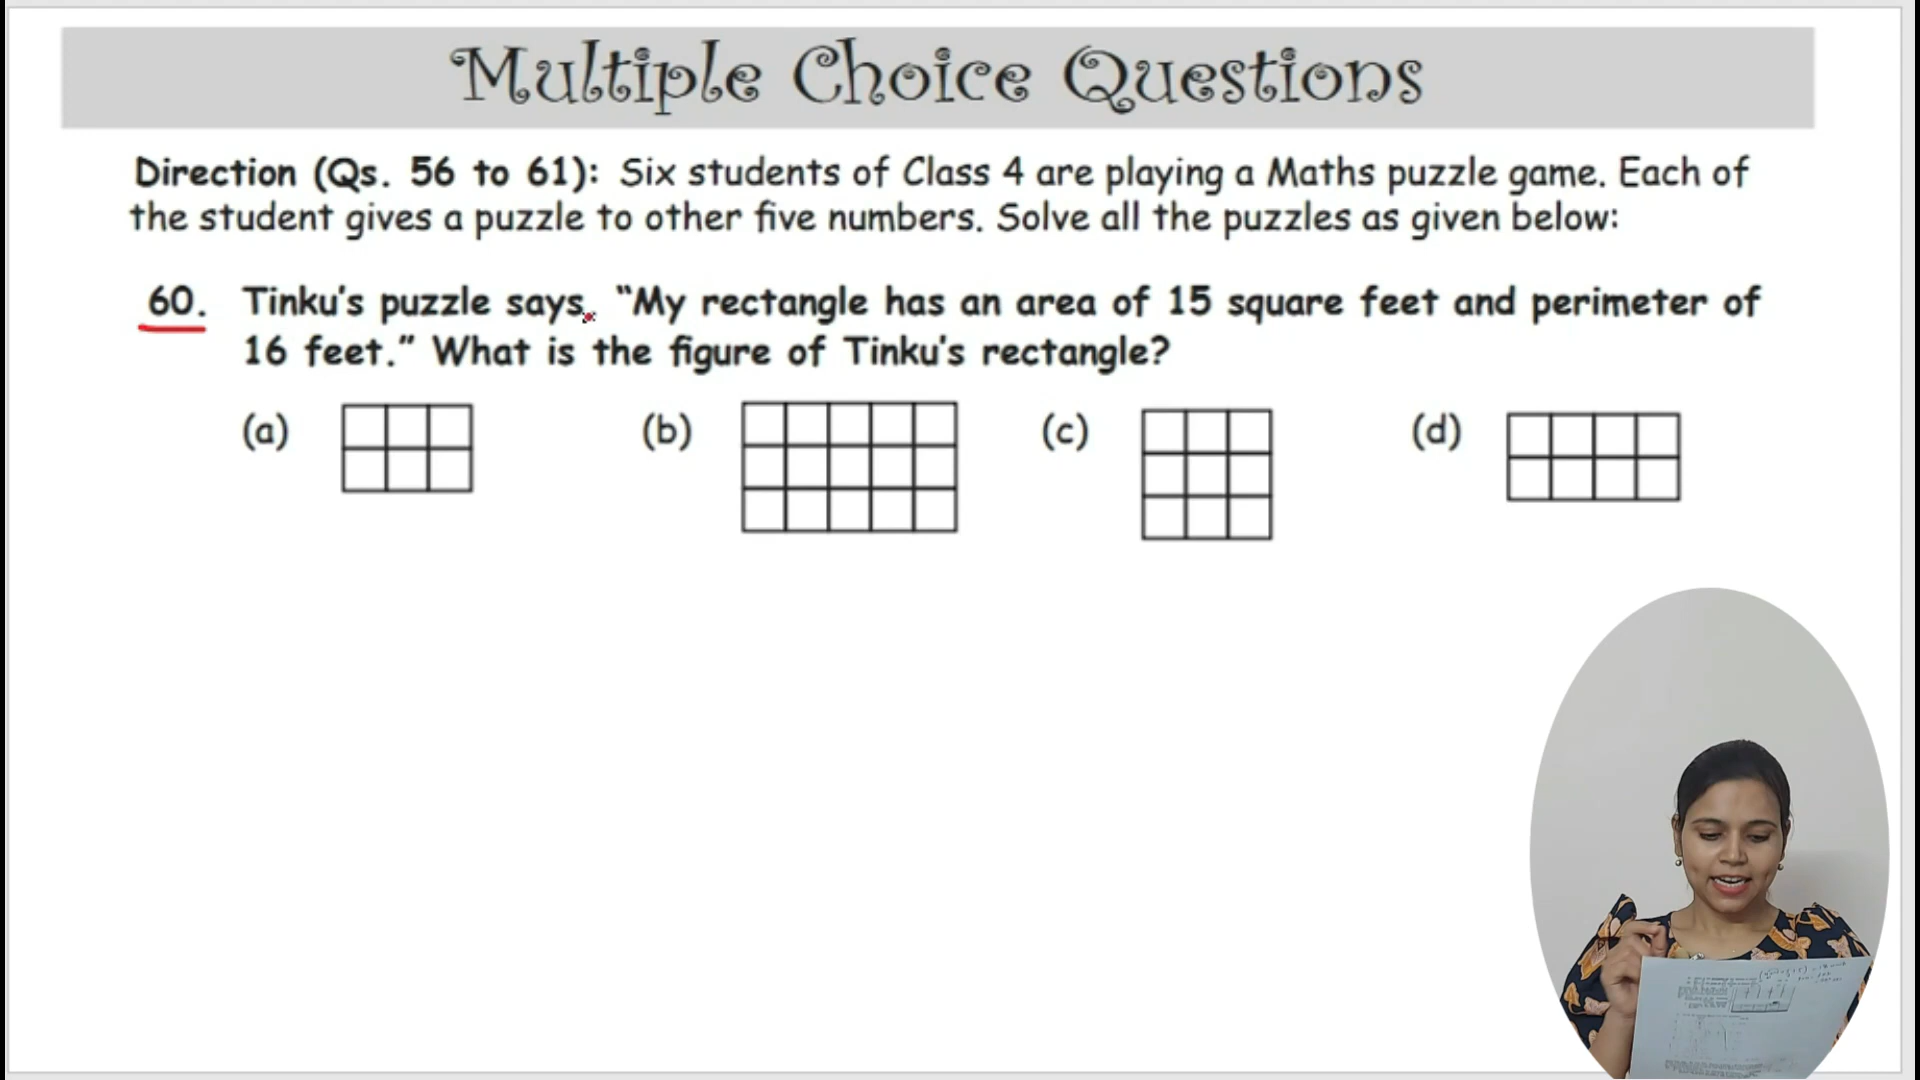 Multiple Choice Questions
Direction (Qs. 56 to 61): Six students of Class 4 are playing a Maths puzzle game. Each of
the student gives a puzzle to other five numbers. Solve all the puzzles as given below:
60. Tinku's puzzle says, "My rectangle has an area of 15 square feet and perimeter of
16 feet." What is the figure of Tinku's rectangle?
(a) (b) (c) (d)